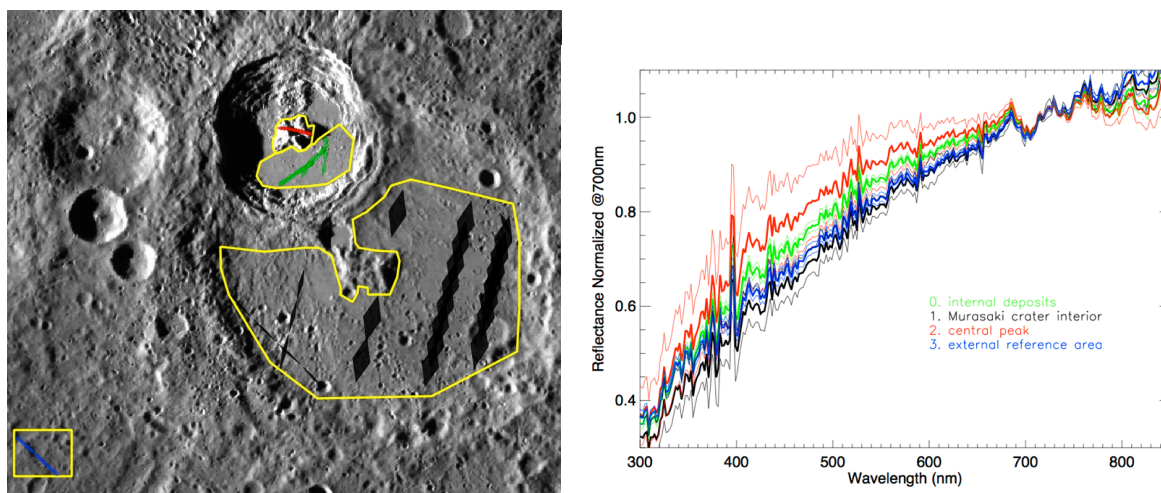 Reflectance Normalized @700nm
1.0
0.8
0.6
0.4
0. internal deposits
1. Murasaki crater interior
2. central peak
3. external reference area
300
400
500
600
700
800
Wavelength (nm)